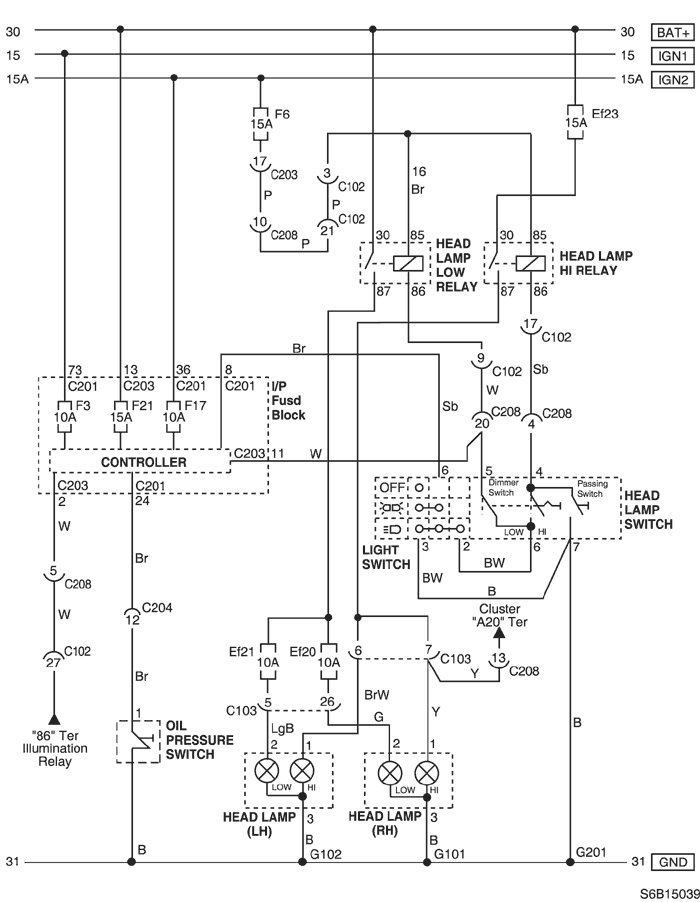 30 30 BAT+
15 15 IGN1
15A 15A IGN2
F6
15A
Ef23
15A
17 C203
P
10 C208
P
3 C102
P
C102
21
16
Br
30 85
HEAD
LAMP
LOW
RELAY
87 86
30 85
HEAD LAMP
HI RELAY
87 86
17 C102
Sb
C208
4
9 C102
W
C208
20
Br
Sb
73 13 36 8
C201 C203 C201 C201
I/P
Fusd
Block
F3
10A
F21
15A
F17
10A
CONTROLLER
C203 11 W
C203 C201
2 24
W
Br
5 C208
W
C204
12
C102
27
Br
"86" Ter
Illumination
Relay
1
OIL
PRESSURE
SWITCH
B
6 5 4
OFF
Dimmer
Switch
Passing
Switch
LOW HI
HEAD
LAMP
SWITCH
LIGHT
SWITCH
3 2 6 7
BW
BW
B
Cluster
"A20" Ter
13 C208
Y
Ef21
10A
Ef20
10A
6 7 C103
C103 5 26
BrW
LgB
G
Y
B
2 1
LOW HI
HEAD LAMP
(LH)
3
B
G102
2 1
LOW HI
HEAD LAMP
(RH)
3
B
G101
G201
31 31 GND
S6B15039